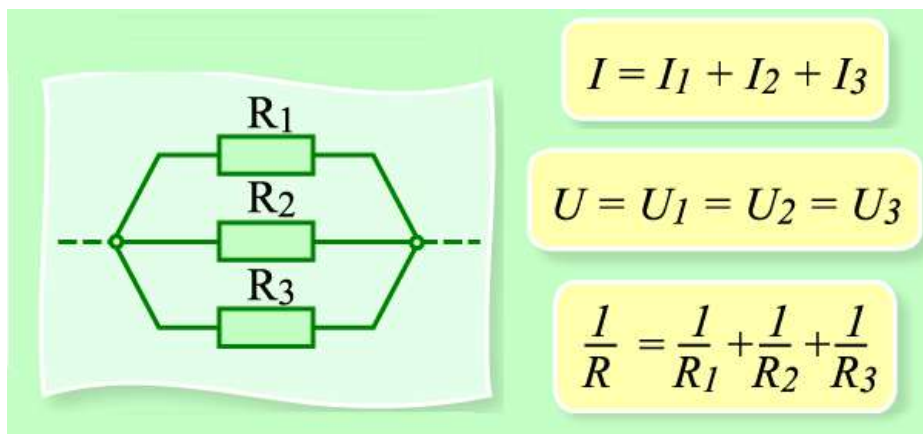 R1
R2
R3
I = I1 + I2 + I3
U = U1 = U2 = U3
1/R = 1/R1 + 1/R2 + 1/R3